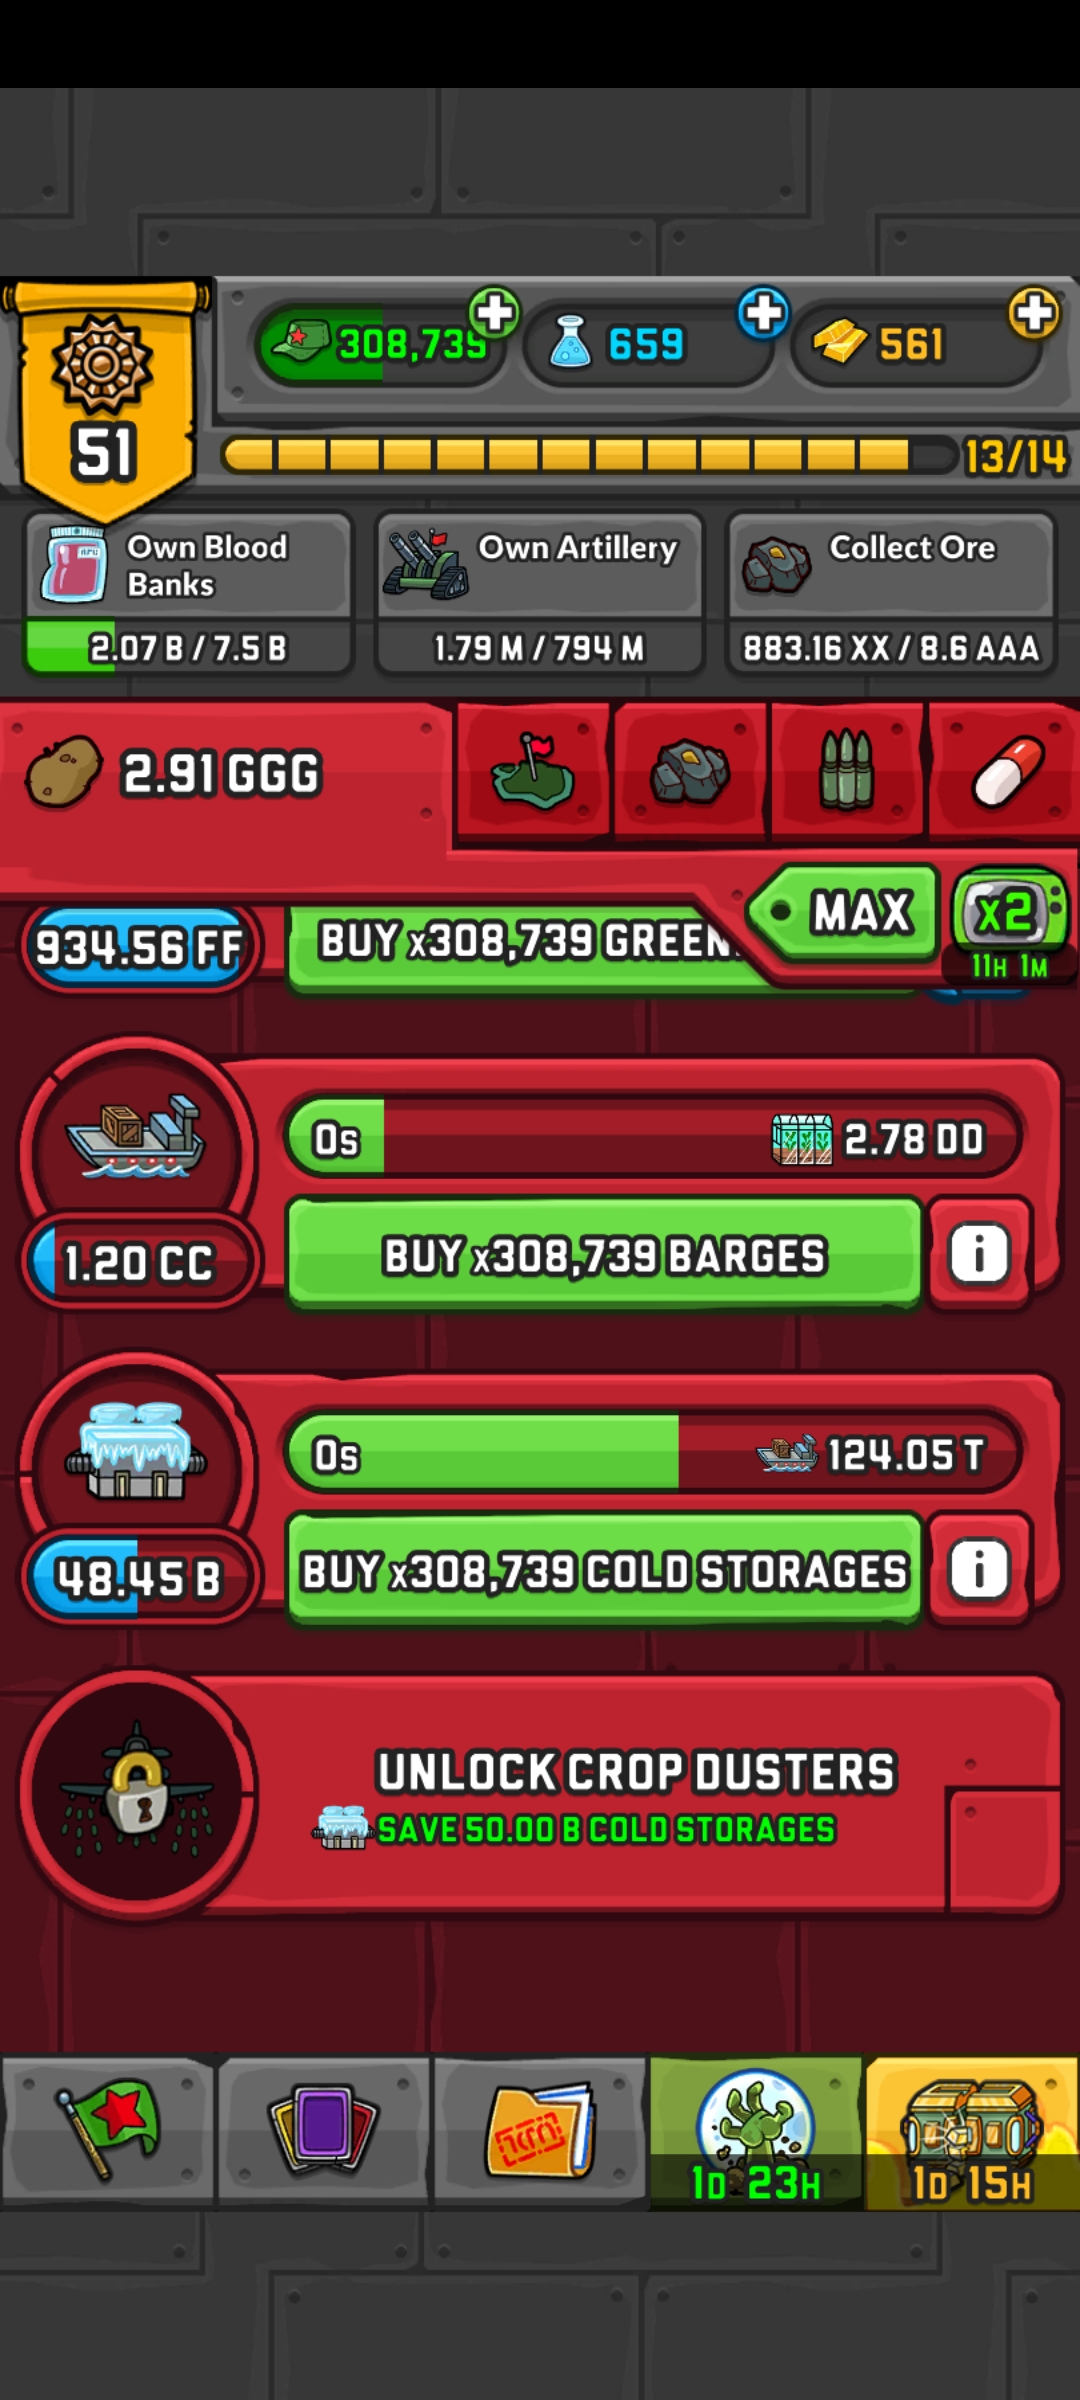 51
308,739
659
561
13/14
Own Blood
Banks
2.07 B / 7.5 B
Own Artillery
1.79 M / 794 M
Collect Ore
883.16 XX / 8.6 AAA
2.91 GGG
MAX
x2
11H 1M
934.56 FF
BUY x308,739 GREEN
1.20 CC
0s
2.78 DD
BUY x308,739 BARGES
i
48.45 B
0s
124.05 T
BUY x308,739 COLD STORAGES
i
UNLOCK CROP DUSTERS
SAVE 50.00 B COLD STORAGES
1D 23H
1D 15H